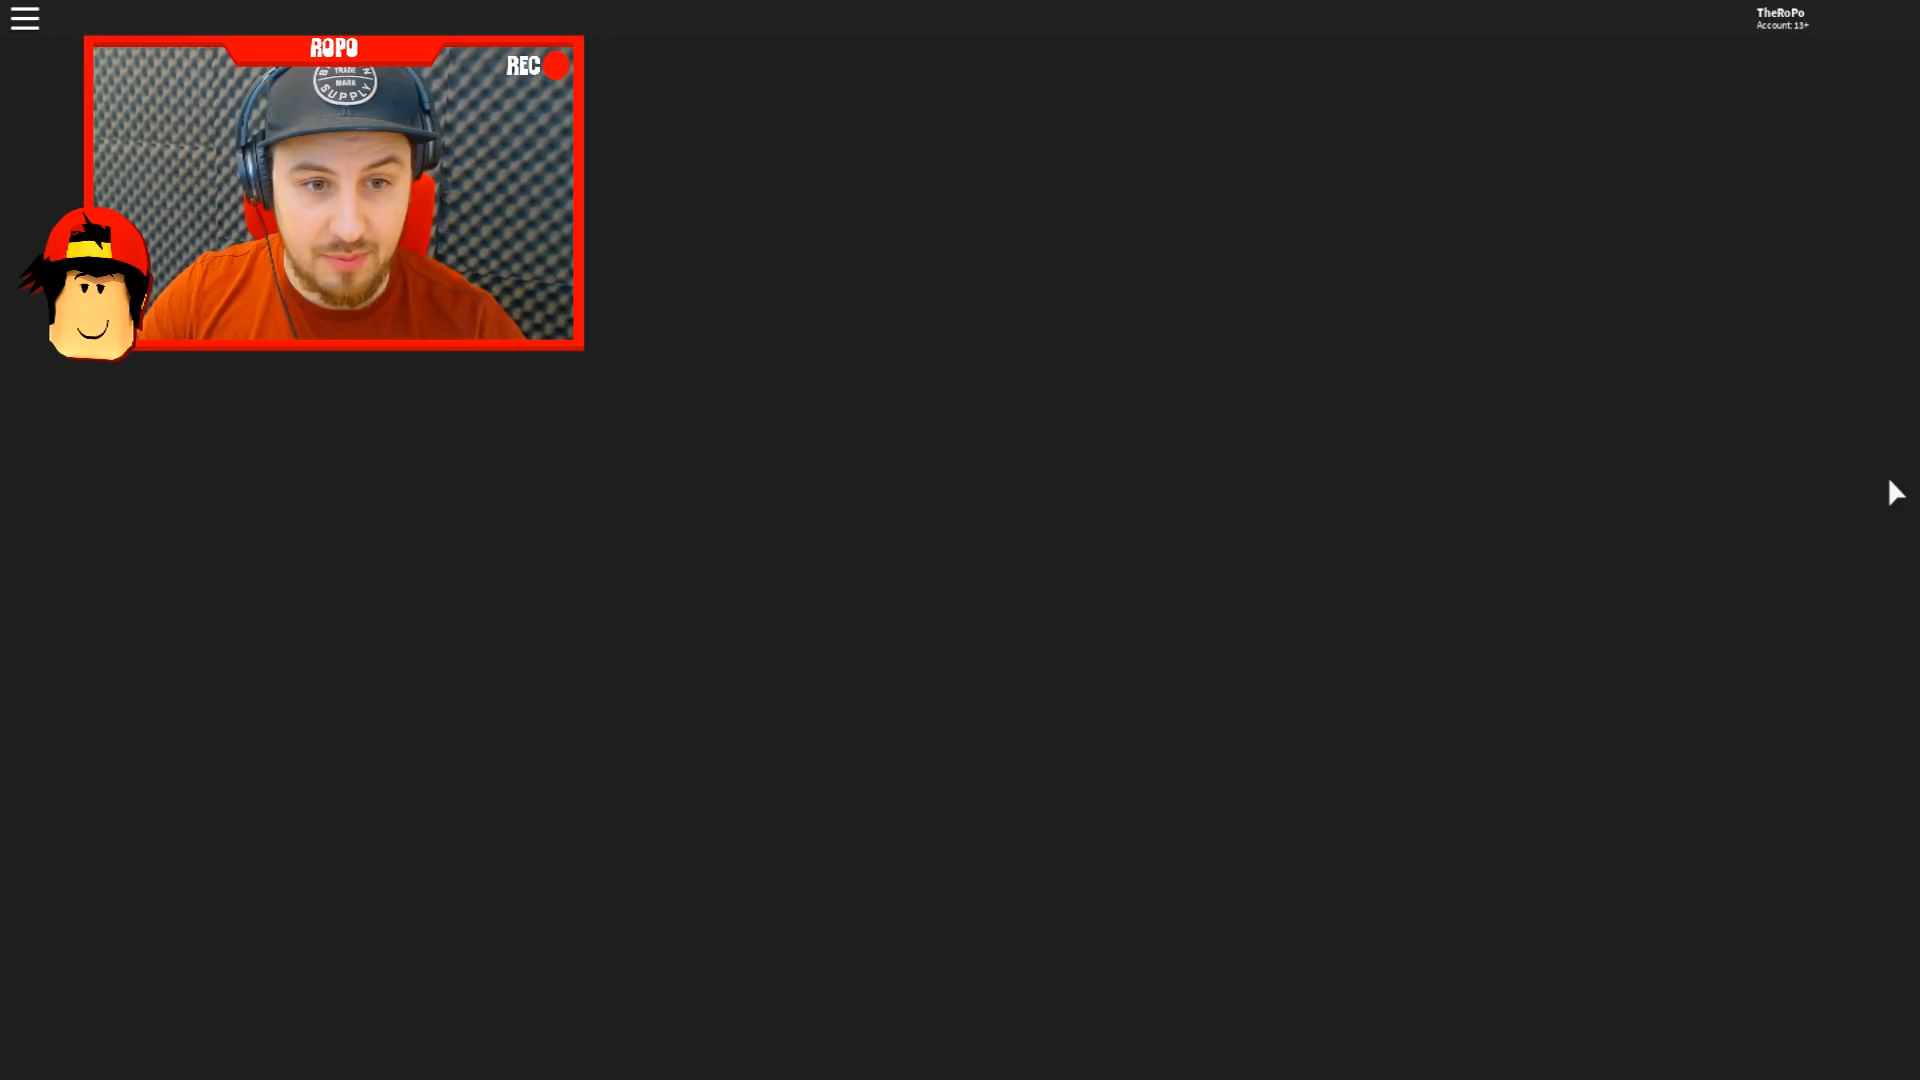 TheRoPo
Account: 13+
ROPO
REC
TRADE
MARK
SUPPLY